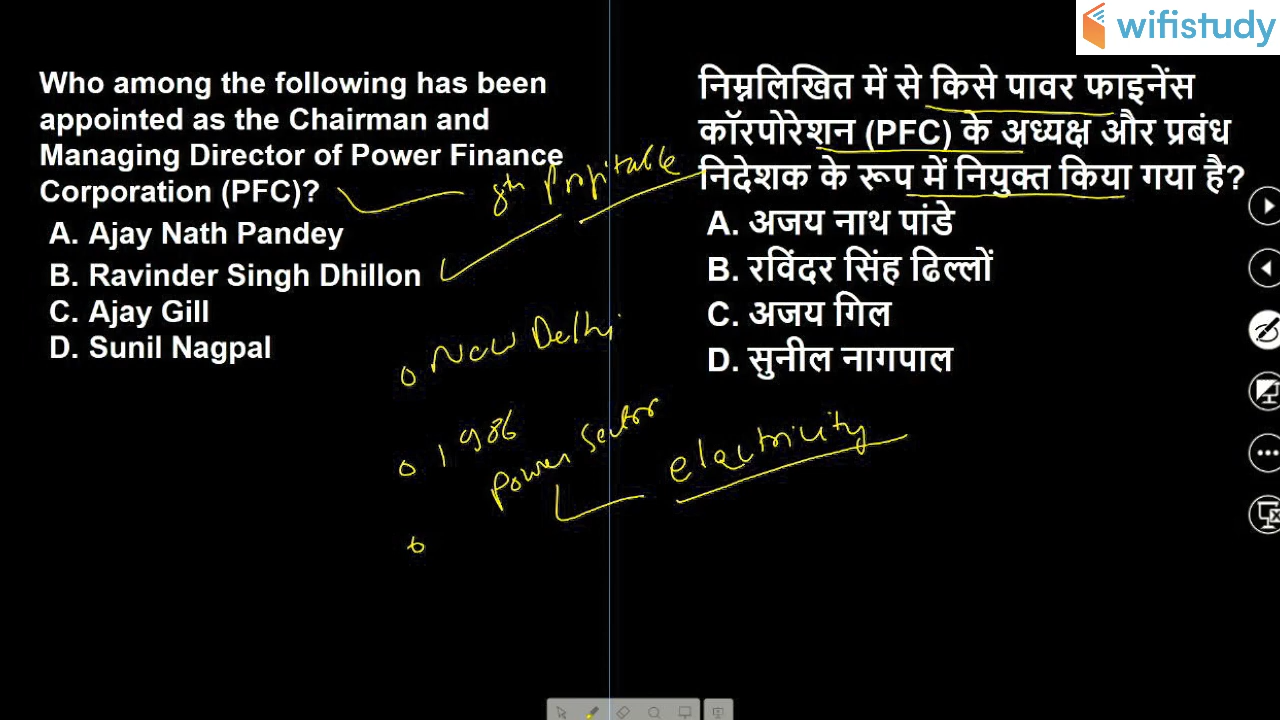 wifistudy
Who among the following has been
appointed as the Chairman and
Managing Director of Power Finance
Corporation (PFC)?
A. Ajay Nath Pandey
B. Ravinder Singh Dhillon
C. Ajay Gill
D. Sunil Nagpal
8th Profitable
New Delhi
1986
Power Sector
electricity
निम्नलिखित में से किसे पावर फाइनेंस
कॉरपोरेशन (PFC) के अध्यक्ष और प्रबंध
निदेशक के रूप में नियुक्त किया गया है?
A. अजय नाथ पांडे
B. रविंदर सिंह ढिल्लों
C. अजय गिल
D. सुनील नागपाल